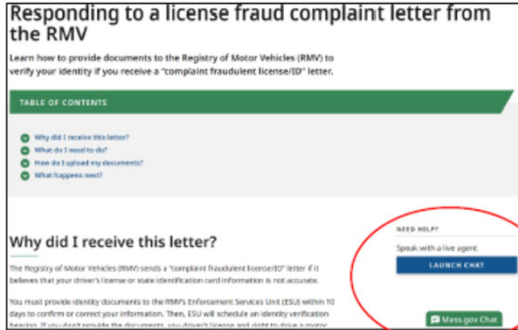 Responding to a license fraud complaint letter from
the RMV
Learn how to provide documents to the Registry of Motor Vehicles (RMV) to
verify your identity if you receive a "complaint fraudulent license/ID" letter.
TABLE OF CONTENTS
Why did I receive this letter?
What do I need to do?
How do I upload my documents?
What happens next?
NEED HELP?
Speak with a live agent
LAUNCH CHAT
Why did I receive this letter?
The Registry of Motor Vehicles (RMV) sends a "complaint fraudulent license/ID" letter if it
believes that your driver's license or state identification card information is not accurate.
You must provide identity documents to the RMV's Enforcement Services Unit (ESU) within 10
days to confirm or correct your information. Then, ESU will schedule an identity verification
hearing. If you don't provide the documents, your driver's license and right to drive a motor
Mass.gov Chat